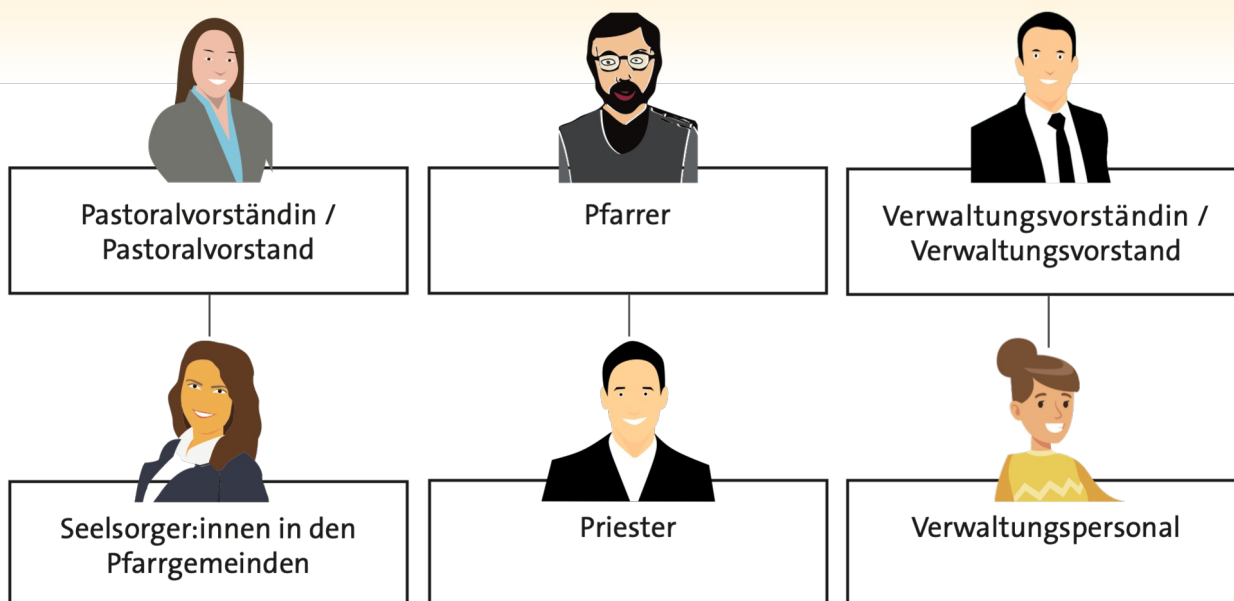 Pastoralvorständin /
Pastoralvorstand
Pfarrer
Verwaltungsvorständin /
Verwaltungsvorstand
Seelsorger:innen in den
Pfarrgemeinden
Priester
Verwaltungspersonal